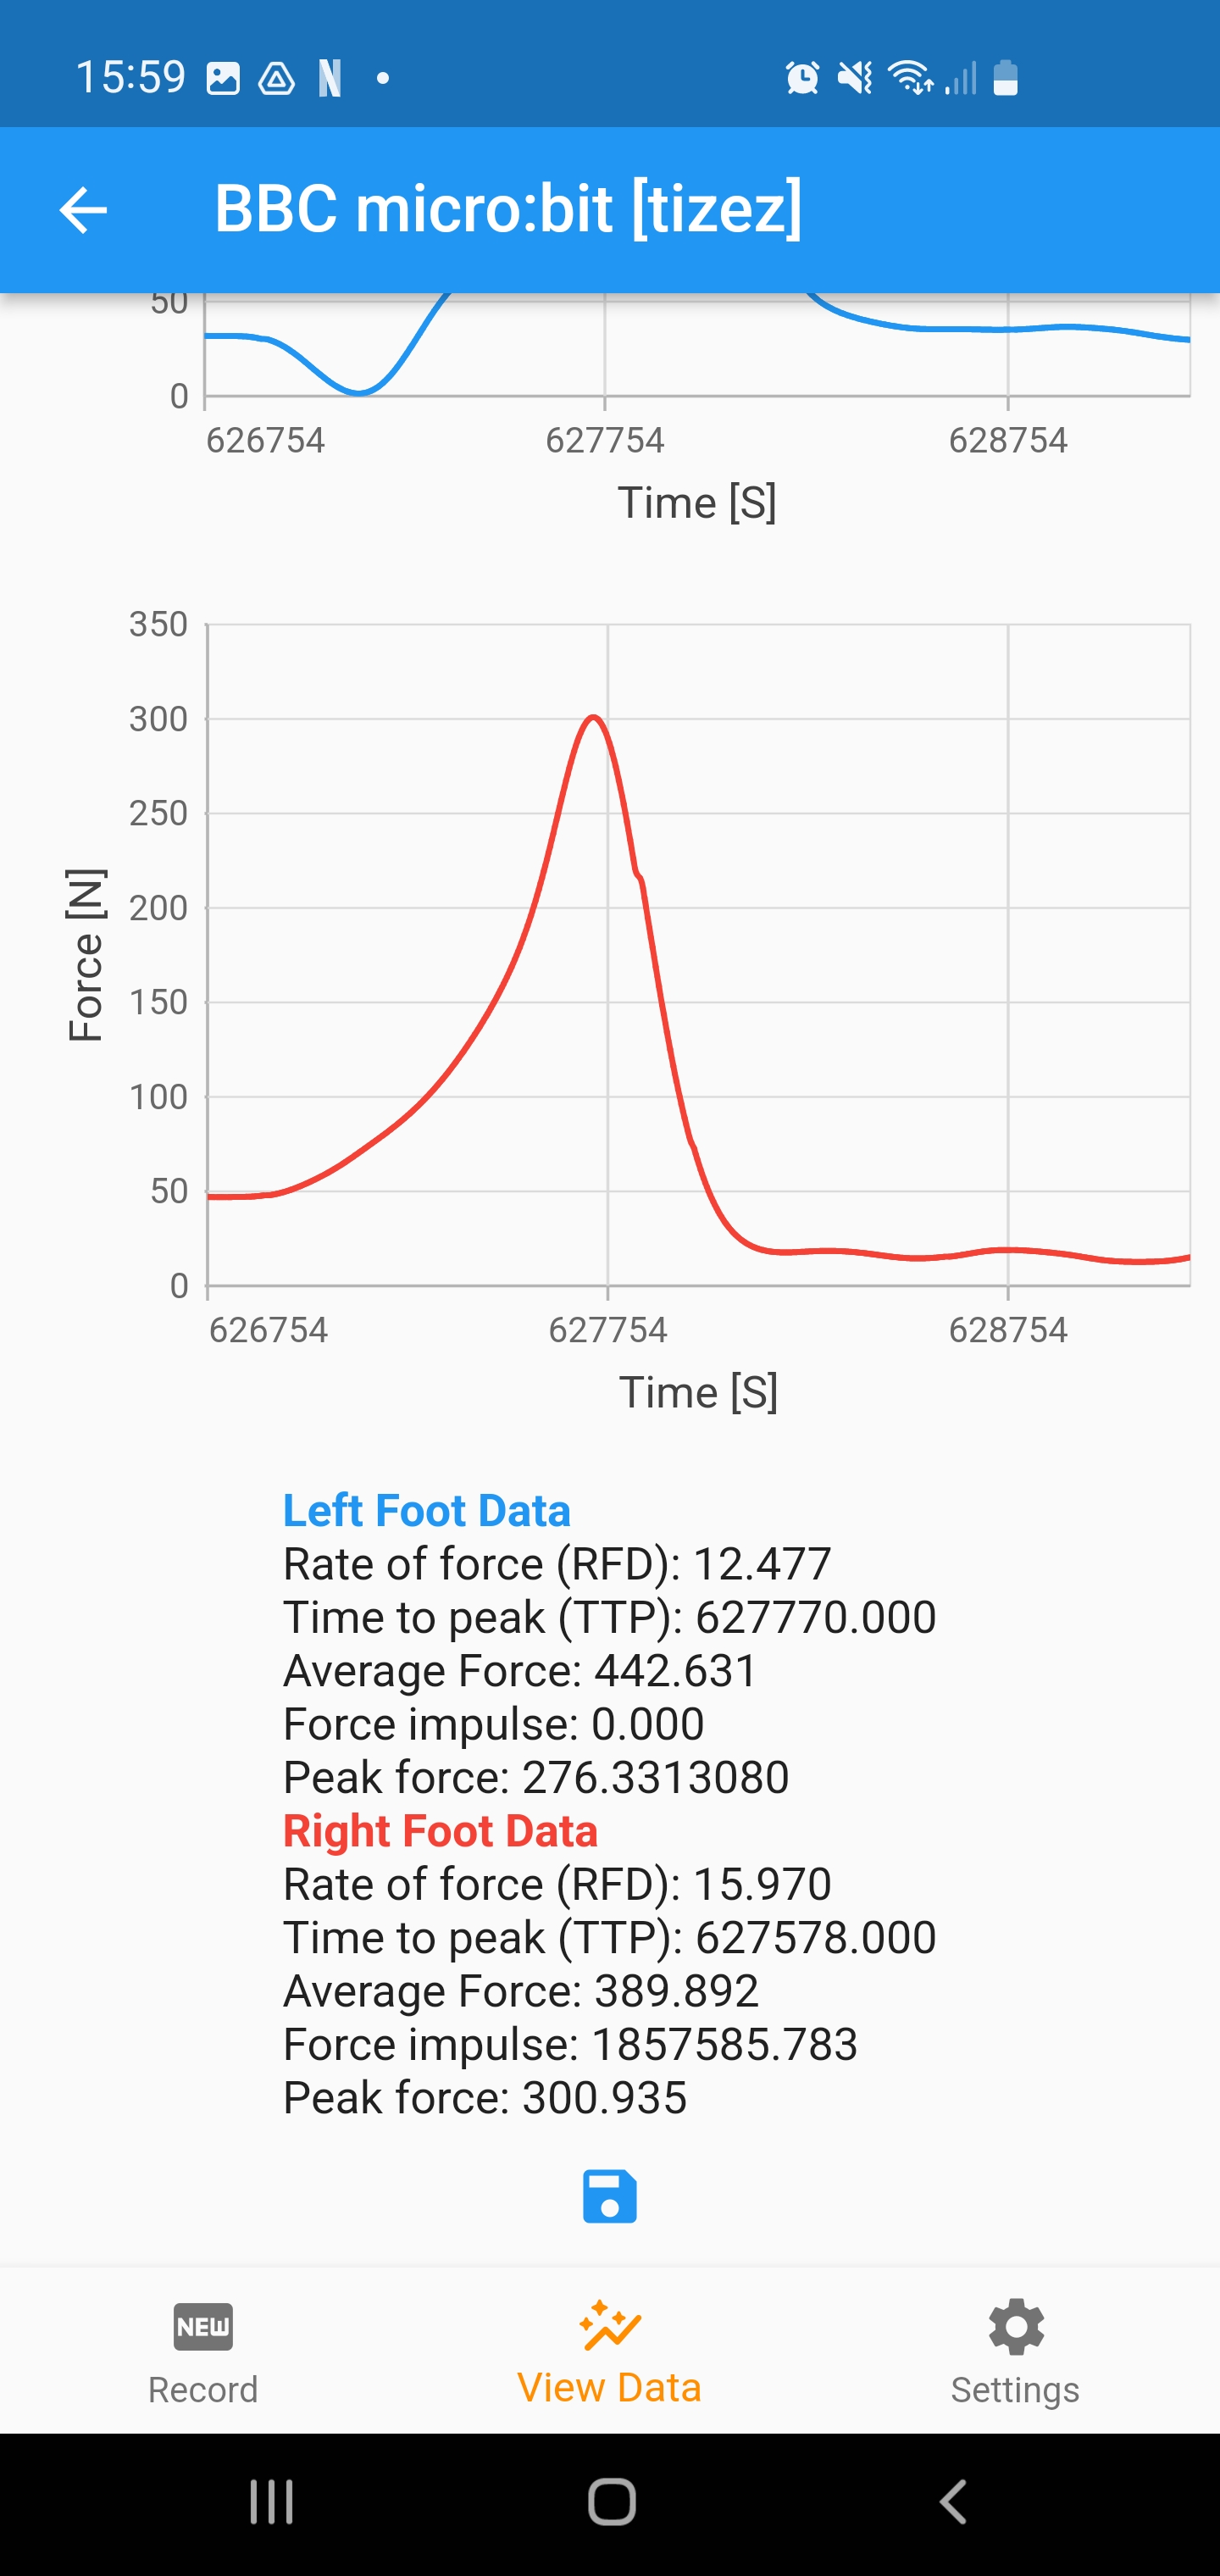 15:59
BBC micro:bit [tizez]
50
0
626754 627754 628754
Time [S]
350
300
250
200
150
100
50
0
Force [N]
626754 627754 628754
Time [S]
Left Foot Data
Rate of force (RFD): 12.477
Time to peak (TTP): 627770.000
Average Force: 442.631
Force impulse: 0.000
Peak force: 276.3313080
Right Foot Data
Rate of force (RFD): 15.970
Time to peak (TTP): 627578.000
Average Force: 389.892
Force impulse: 1857585.783
Peak force: 300.935
NEW
Record View Data Settings